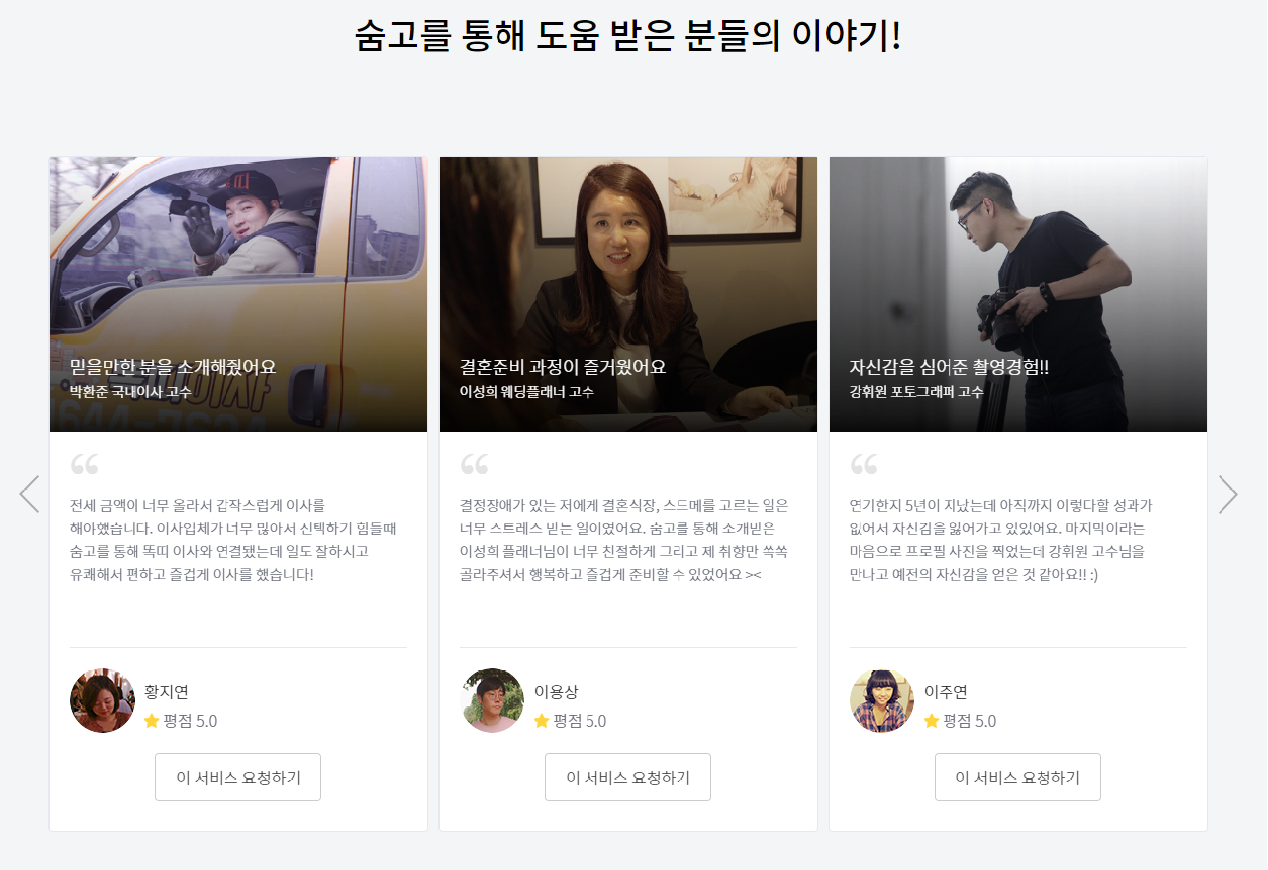 숨고를 통해 도움 받은 분들의 이야기!
믿을만한 분을 소개해줬어요
박환준 국내이사 고수
결혼준비 과정이 즐거웠어요
이성희 웨딩플래너 고수
자신감을 심어준 촬영경험!!
강휘원 포토그래퍼 고수
전세 금액이 너무 올라서 갑작스럽게 이사를
해야했습니다. 이사업체가 너무 많아서 선택하기 힘들때
숨고를 통해 똑띠 이사와 연결됐는데 일도 잘하시고
유쾌해서 편하고 즐겁게 이사를 했습니다!
결정장애가 있는 저에게 결혼식장, 스드메를 고르는 일은
너무 스트레스 받는 일이였어요. 숨고를 통해 소개받은
이성희 플래너님이 너무 친절하게 그리고 제 취향만 쏙쏙
골라주셔서 행복하고 즐겁게 준비할 수 있었어요 ><
연기한지 5년이 지났는데 아직까지 이렇다할 성과가
없어서 자신감을 잃어가고 있었어요. 마지막이라는
마음으로 프로필 사진을 찍었는데 강휘원 고수님을
만나고 예전의 자신감을 얻은 것 같아요!! :)
황지연
평점 5.0
이 서비스 요청하기
이용상
평점 5.0
이 서비스 요청하기
이주연
평점 5.0
이 서비스 요청하기